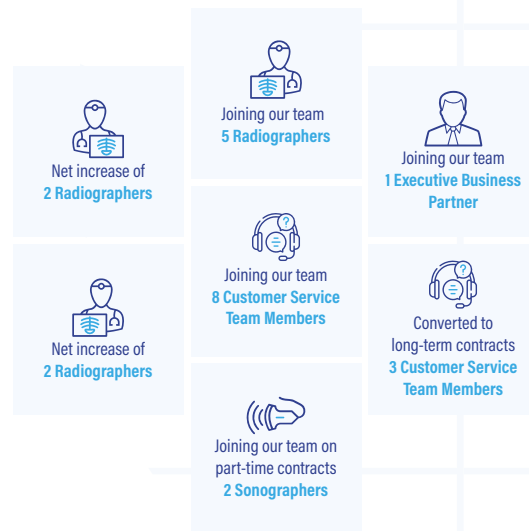 Net increase of
2 Radiographers
Net increase of
2 Radiographers
Joining our team
5 Radiographers
Joining our team
8 Customer Service
Team Members
Joining our team on
part-time contracts
2 Sonographers
Joining our team
1 Executive Business
Partner
Converted to
long-term contracts
3 Customer Service
Team Members